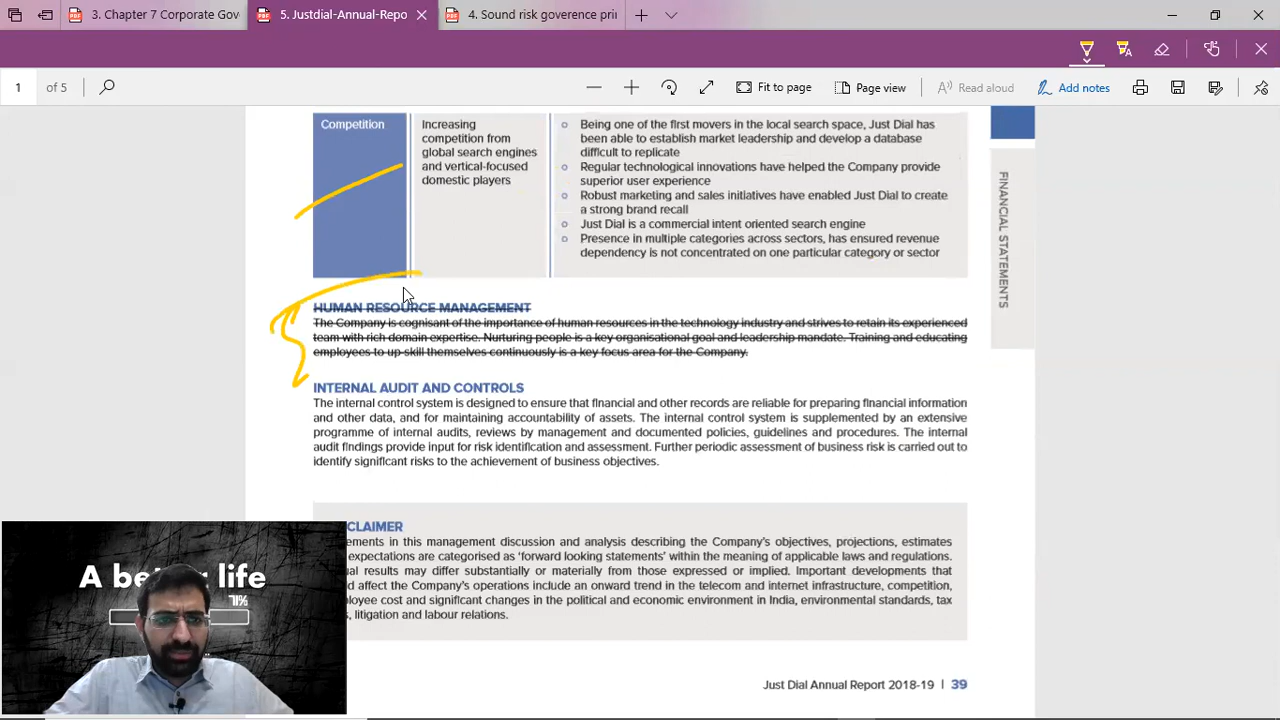 3. Chapter 7 Corporate Gov
5. Justdial-Annual-Repo
4. Sound risk goverence prii
1 of 5
Fit to page
Page view
Read aloud
Add notes
Competition
Increasing
competition from
global search engines
and vertical-focused
domestic players
Being one of the first movers in the local search space, Just Dial has
been able to establish market leadership and develop a database
difficult to replicate
Regular technological innovations have helped the Company provide
superior user experience
Robust marketing and sales initiatives have enabled Just Dial to create
a strong brand recall
Just Dial is a commercial intent oriented search engine
Presence in multiple categories across sectors, has ensured revenue
dependency is not concentrated on one particular category or sector
FINANCIAL STATEMENTS
HUMAN RESOURCE MANAGEMENT
The Company is cognisant of the importance of human resources in the technology industry and strives to retain its experienced
team with rich domain expertise. Nurturing people is a key organisational goal and leadership mandate. Training and educating
employees to up-skill themselves continuously is a key focus area for the Company.
INTERNAL AUDIT AND CONTROLS
The internal control system is designed to ensure that financial and other records are reliable for preparing financial information
and other data, and for maintaining accountability of assets. The internal control system is supplemented by an extensive
programme of internal audits, reviews by management and documented policies, guidelines and procedures. The internal
audit findings provide input for risk identification and assessment. Further periodic assessment of business risk is carried out to
identify significant risks to the achievement of business objectives.
CLAIMER
ements in this management discussion and analysis describing the Company's objectives, projections, estimates
expectations are categorised as 'forward looking statements' within the meaning of applicable laws and regulations.
ual results may differ substantially or materially from those expressed or implied. Important developments that
d affect the Company's operations include an onward trend in the telecom and internet infrastructure, competition,
ployee cost and significant changes in the political and economic environment in India, environmental standards, tax
s, litigation and labour relations.
A better life
71%
Just Dial Annual Report 2018-19 | 39